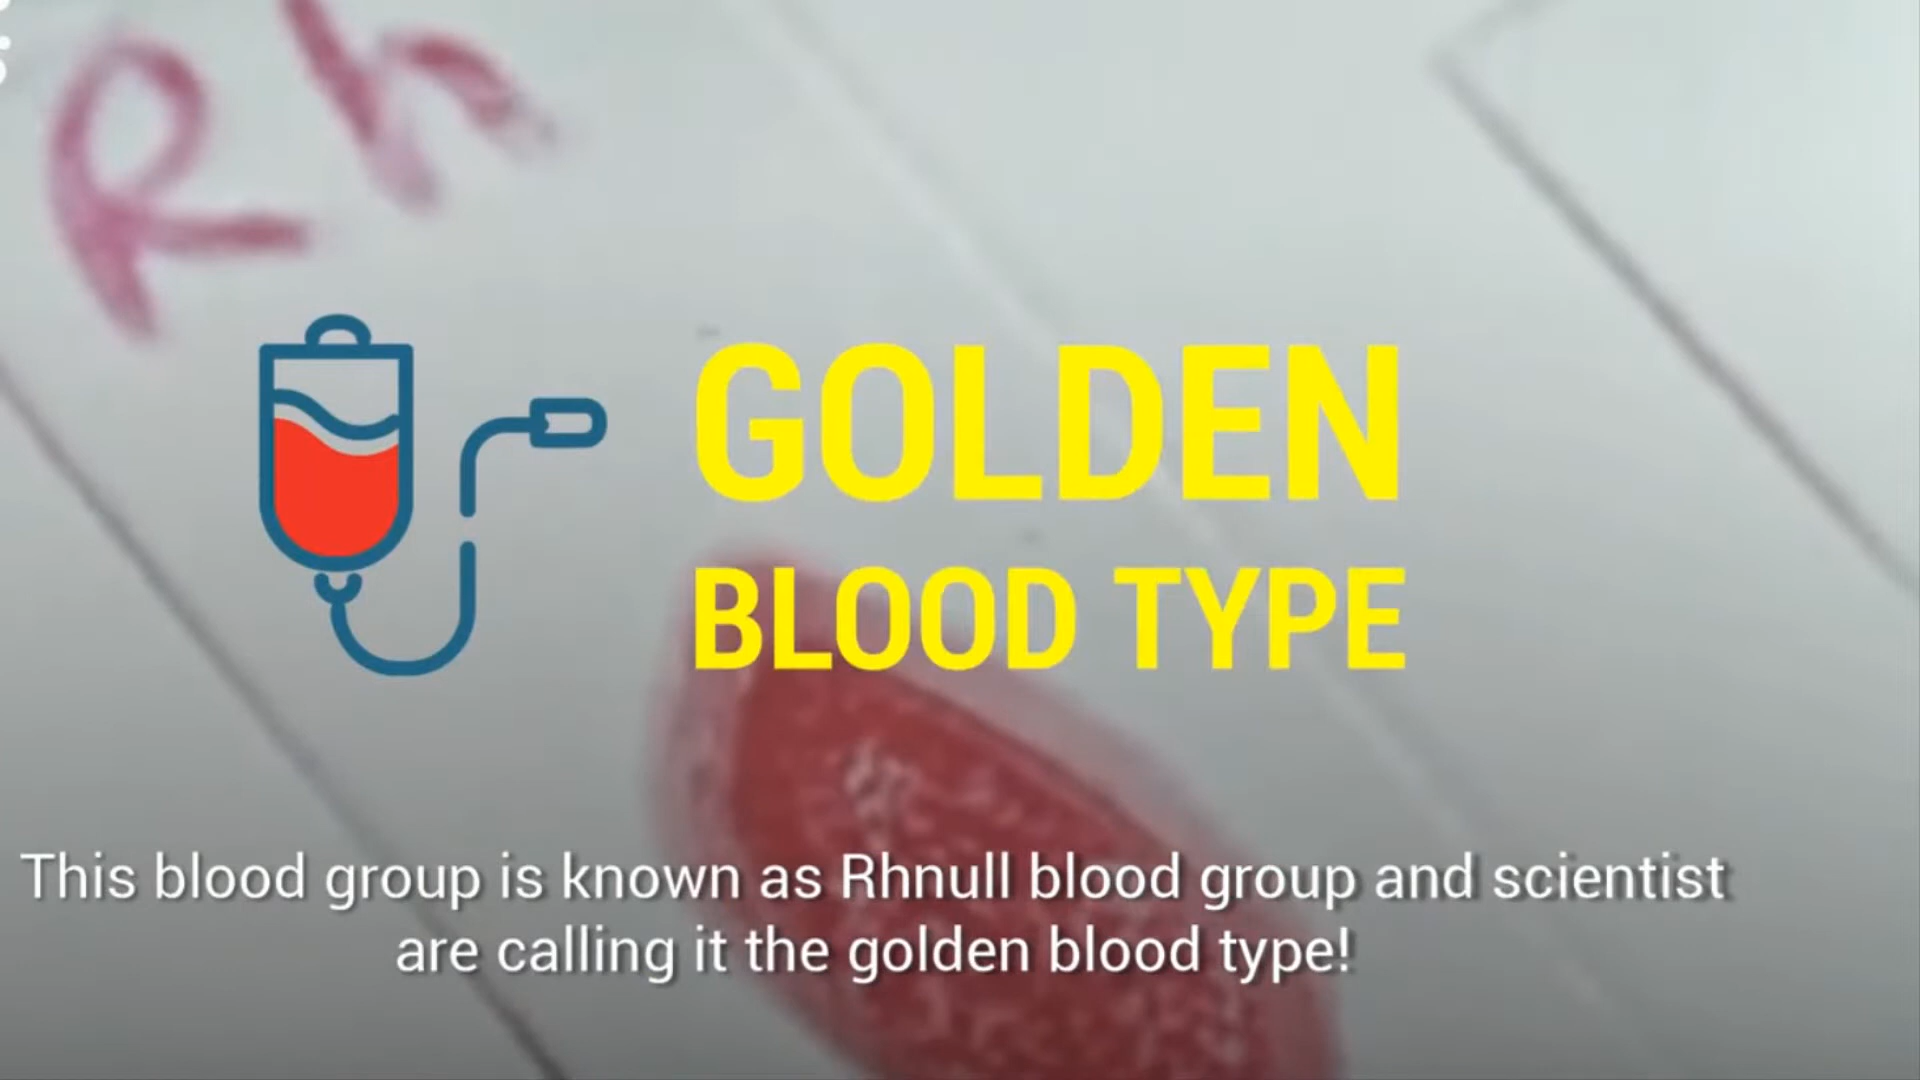 Rh
GOLDEN
BLOOD TYPE
This blood group is known as Rhnull blood group and scientist
are calling it the golden blood type!